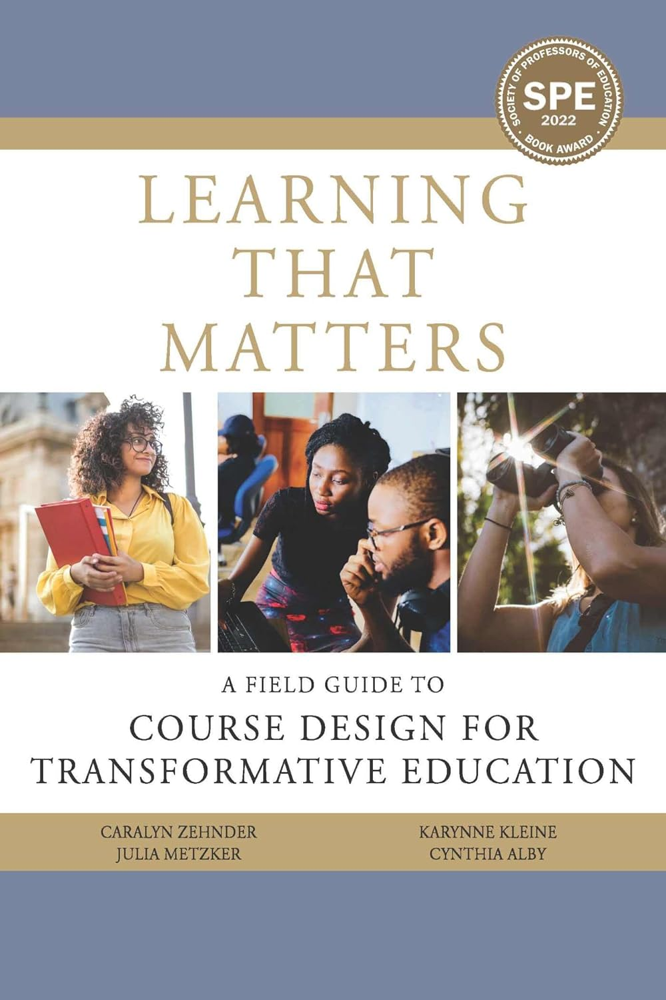 SOCIETY OF PROFESSORS OF EDUCATION
SPE
2022
BOOK AWARD
LEARNING
THAT
MATTERS
A FIELD GUIDE TO
COURSE DESIGN FOR
TRANSFORMATIVE EDUCATION
CARALYN ZEHNDER
JULIA METZKER
KARYNNE KLEINE
CYNTHIA ALBY